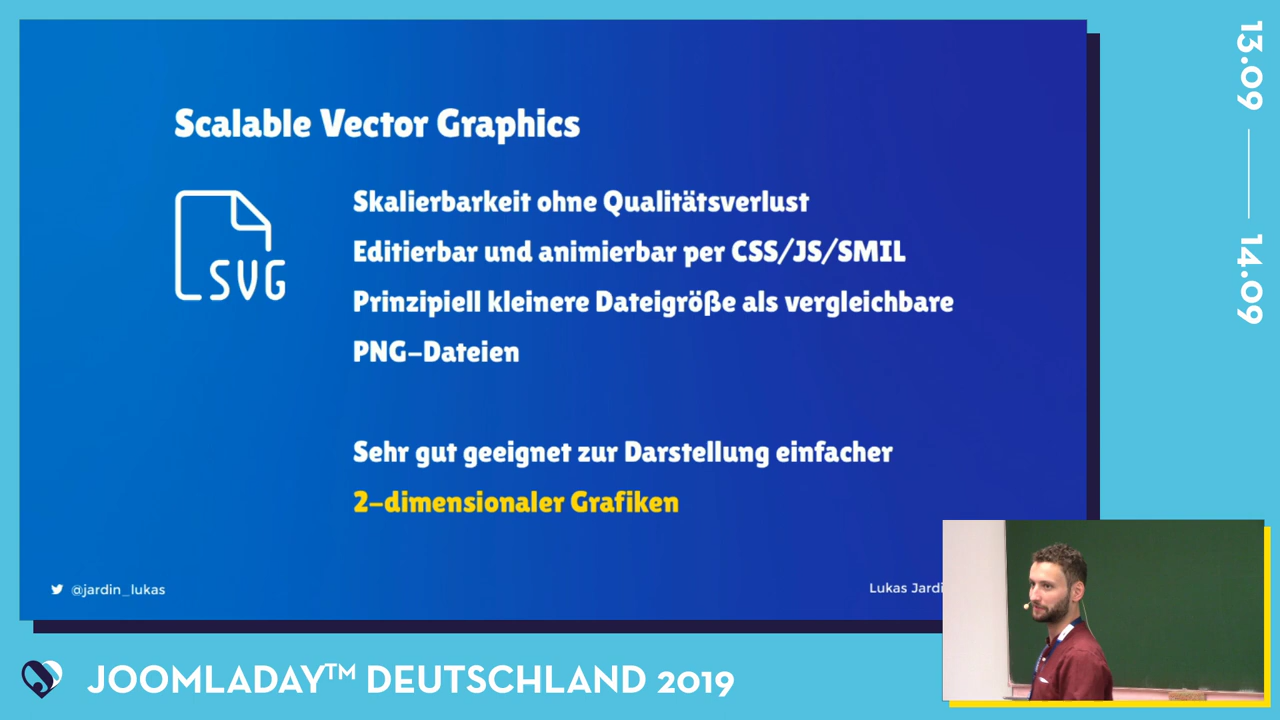 Scalable Vector Graphics
SVG
Skalierbarkeit ohne Qualitätsverlust
Editierbar und animierbar per CSS/JS/SMIL
Prinzipiell kleinere Dateigröße als vergleichbare
PNG-Dateien
Sehr gut geeignet zur Darstellung einfacher
2-dimensionaler Grafiken
@jardin_lukas
Lukas Jardi
13.09
14.09
JOOMLADAY™ DEUTSCHLAND 2019